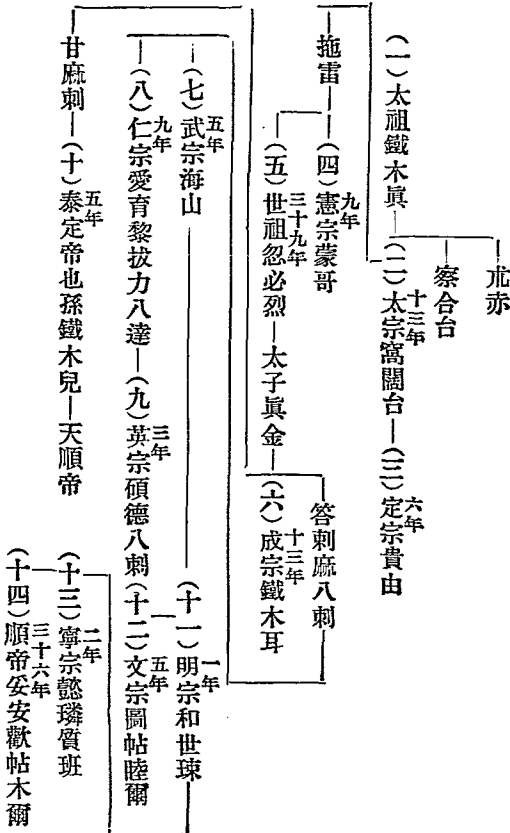 朮赤
察合台
(一)太祖鐵木眞 (二)太宗窩闊台 (三)定宗貴由
十三年 六年
拖雷 (四)憲宗蒙哥
九年
(五)世祖忽必烈 太子眞金
三十九年
答剌麻八剌
(六)成宗鐵木耳
十三年
(七)武宗海山 (十一)明宗和世㻋
五年 一年
(八)仁宗愛育黎拔力八達 (九)英宗碩德八剌 (十二)文宗圖帖睦爾
九年 三年 五年
甘麻剌 (十)泰定帝也孫鐵木兒 天順帝
五年
(十三)寧宗懿璘質班
二年
(十四)順帝妥安歡帖木爾
三十六年